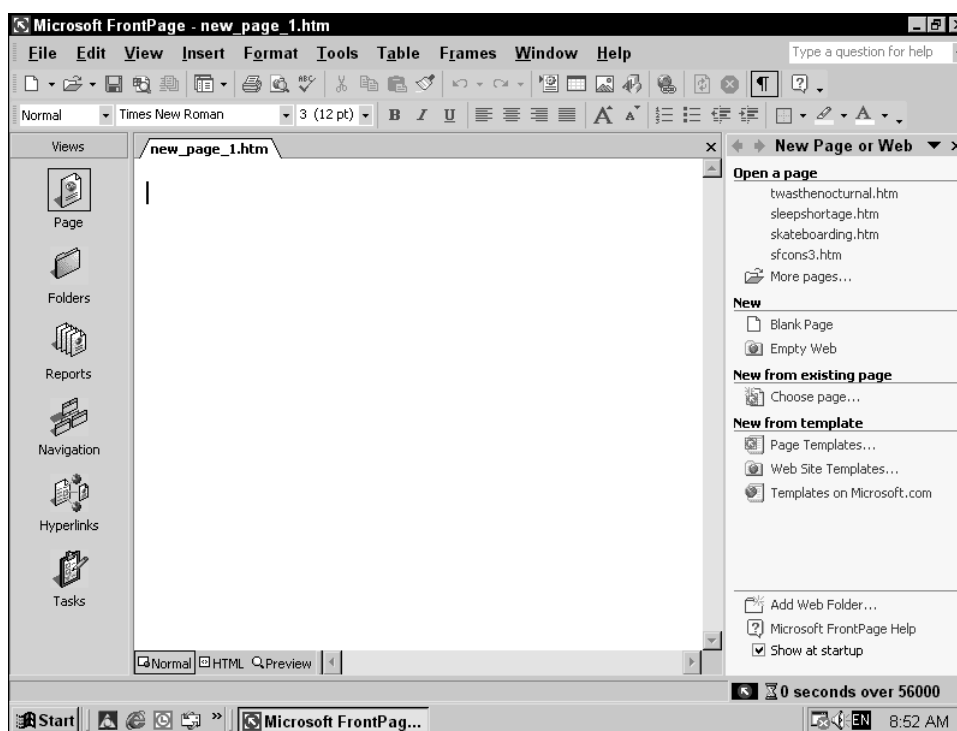 Microsoft FrontPage - new_page_1.htm
File Edit View Insert Format Tools Table Frames Window Help
Type a question for help
ABC
Normal Times New Roman 3 (12 pt) B I U A A A
Views
new_page_1.htm
New Page or Web
Page
Folders
Reports
Navigation
Hyperlinks
Tasks
Open a page
twasthenocturnal.htm
sleepshortage.htm
skateboarding.htm
sfcons3.htm
More pages...
New
Blank Page
Empty Web
New from existing page
Choose page...
New from template
Page Templates...
Web Site Templates...
Templates on Microsoft.com
Add Web Folder...
Microsoft FrontPage Help
Show at startup
Normal HTML Preview
0 seconds over 56000
Start
Microsoft FrontPag...
EN 8:52 AM